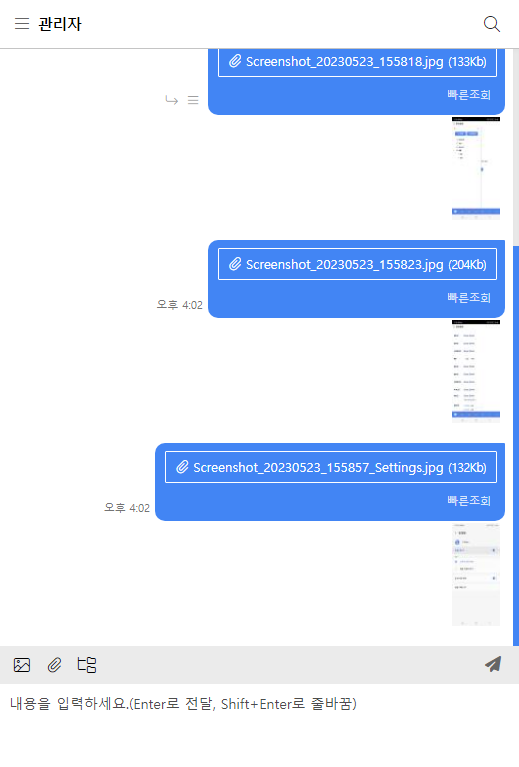 관리자
Screenshot_20230523_155818.jpg (133Kb)
빠른조회
Screenshot_20230523_155823.jpg (204Kb)
빠른조회
오후 4:02
Screenshot_20230523_155857_Settings.jpg (132Kb)
빠른조회
오후 4:02
내용을 입력하세요.(Enter로 전달, Shift+Enter로 줄바꿈)